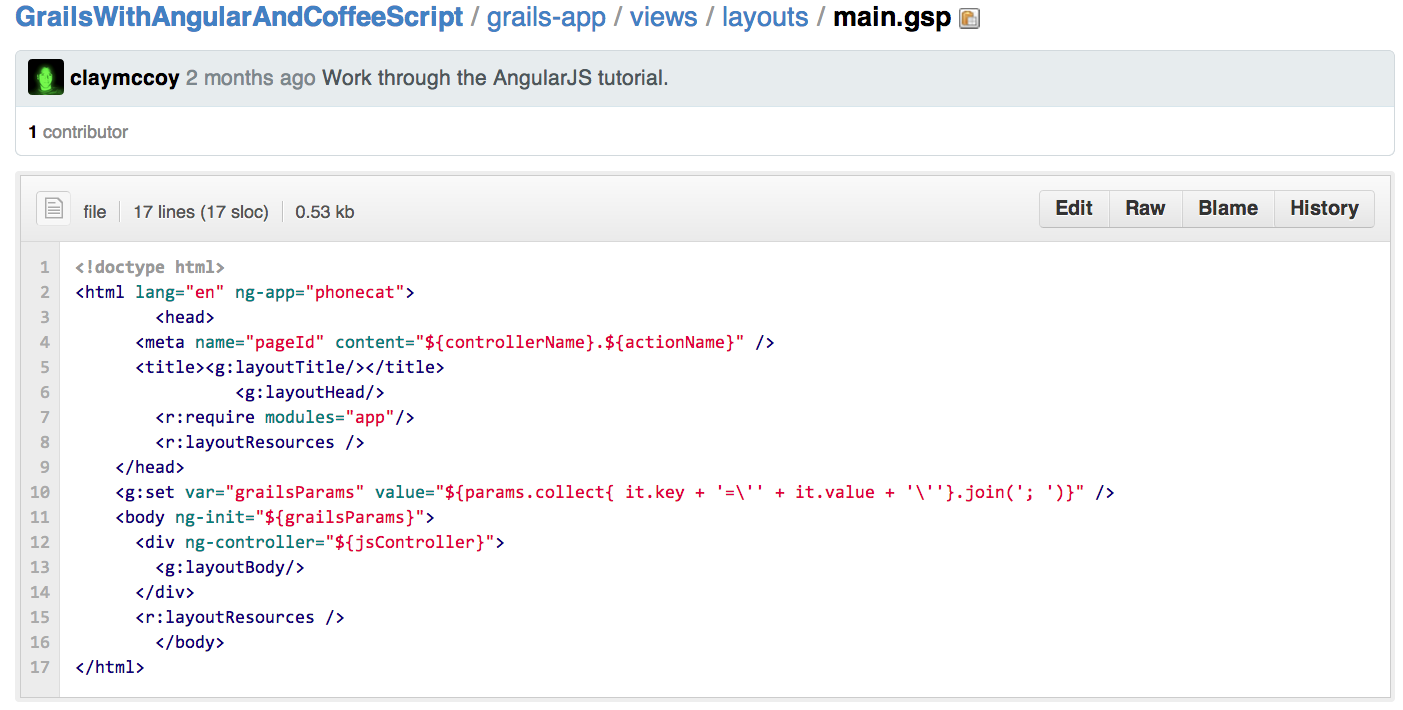 GrailsWithAngularAndCoffeeScript / grails-app / views / layouts / main.gsp
claymccoy 2 months ago Work through the AngularJS tutorial.
1 contributor
file 17 lines (17 sloc) 0.53 kb Edit Raw Blame History
1 <!doctype html>
2 <html lang="en" ng-app="phonecat">
3 <head>
4 <meta name="pageId" content="${controllerName}.${actionName}" />
5 <title><g:layoutTitle/></title>
6 <g:layoutHead/>
7 <r:require modules="app"/>
8 <r:layoutResources />
9 </head>
10 <g:set var="grailsParams" value="${params.collect{ it.key + '=\'' + it.value + '\''}.join('; ')}" />
11 <body ng-init="${grailsParams}">
12 <div ng-controller="${jsController}">
13 <g:layoutBody/>
14 </div>
15 <r:layoutResources />
16 </body>
17 </html>